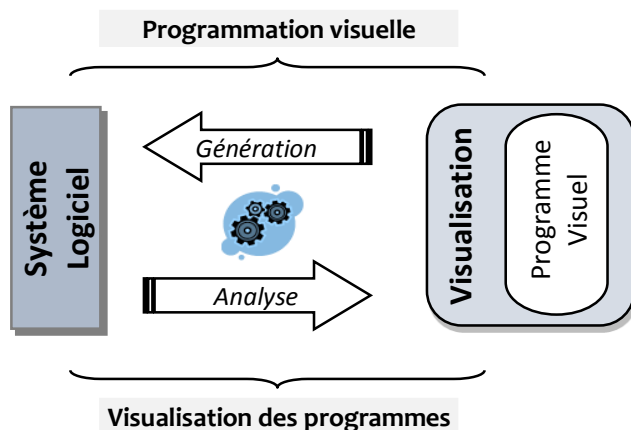 Programmation visuelle
Système
Logiciel
Génération
Analyse
Visualisation
Programme
Visuel
Visualisation des programmes